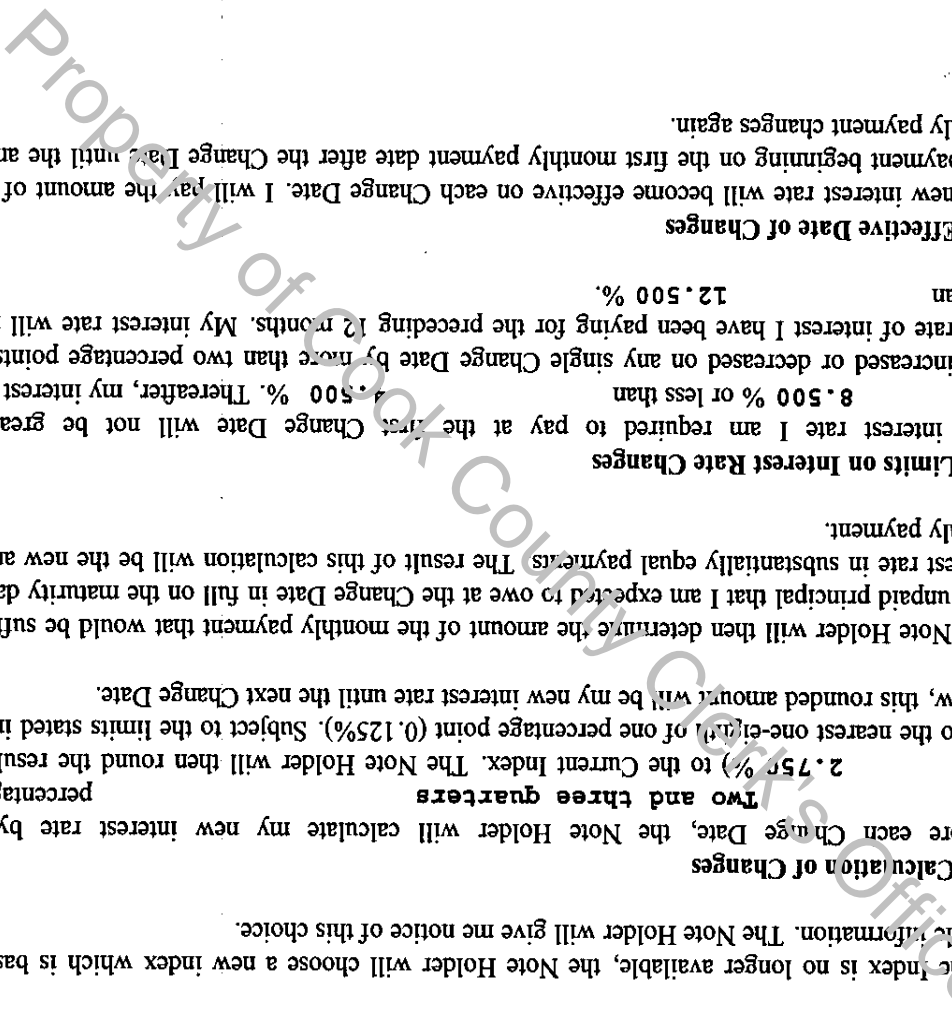 Index is no longer available, the Note Holder will choose a new index which is bas
information. The Note Holder will give me notice of this choice.
Calculation of Changes
re each Change Date, the Note Holder will calculate my new interest rate by
Two and three quarters percentag
2.750 %) to the Current Index. The Note Holder will then round the resul
o the nearest one-eighth of one percentage point (0.125%). Subject to the limits stated i
w, this rounded amount will be my new interest rate until the next Change Date.
Note Holder will then determine the amount of the monthly payment that would be suff
unpaid principal that I am expected to owe at the Change Date in full on the maturity da
est rate in substantially equal payments. The result of this calculation will be the new a
ly payment.
Limits on Interest Rate Changes
interest rate I am required to pay at the first Change Date will not be grea
8.500 % or less than 4.500 %. Thereafter, my interest
increased or decreased on any single Change Date by more than two percentage points
rate of interest I have been paying for the preceding 12 months. My interest rate will
an 12.500 %.
Effective Date of Changes
new interest rate will become effective on each Change Date. I will pay the amount of
payment beginning on the first monthly payment date after the Change Date until the a
ly payment changes again.
Property of Cook County Clerk's Office